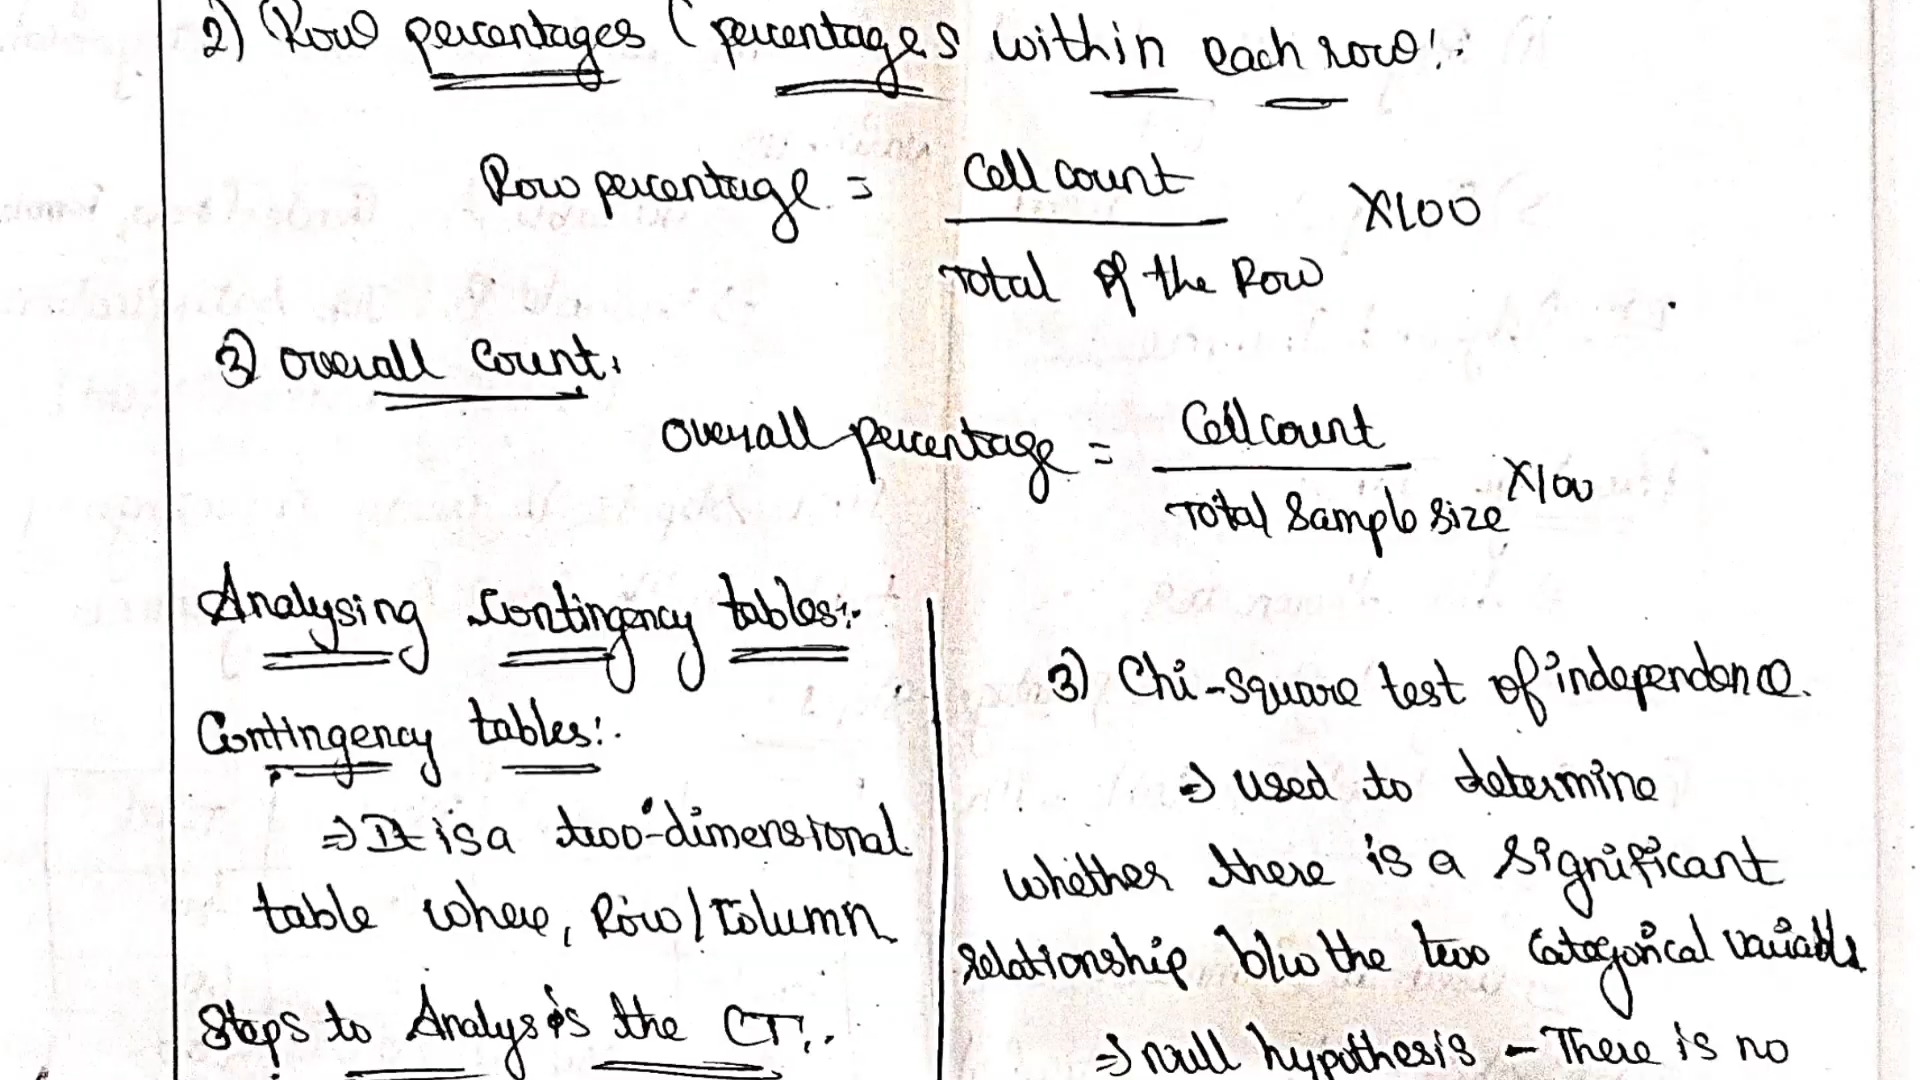 2) Row percentages (percentages within each row:-
Row percentage = Cell count / Total of the Row X100
3) overall count:
overall percentage = Cell count / Total Sample size X100
Analysing Contingency tables:-
Contingency tables:-
⇒ It is a two-dimensional
table where, Row/Column
Steps to Analysis the CT:-
3) Chi-square test of independence.
⇒ used to determine
whether there is a significant
relationship b/w the two categorical variable
⇒ Null hypothesis - There is no